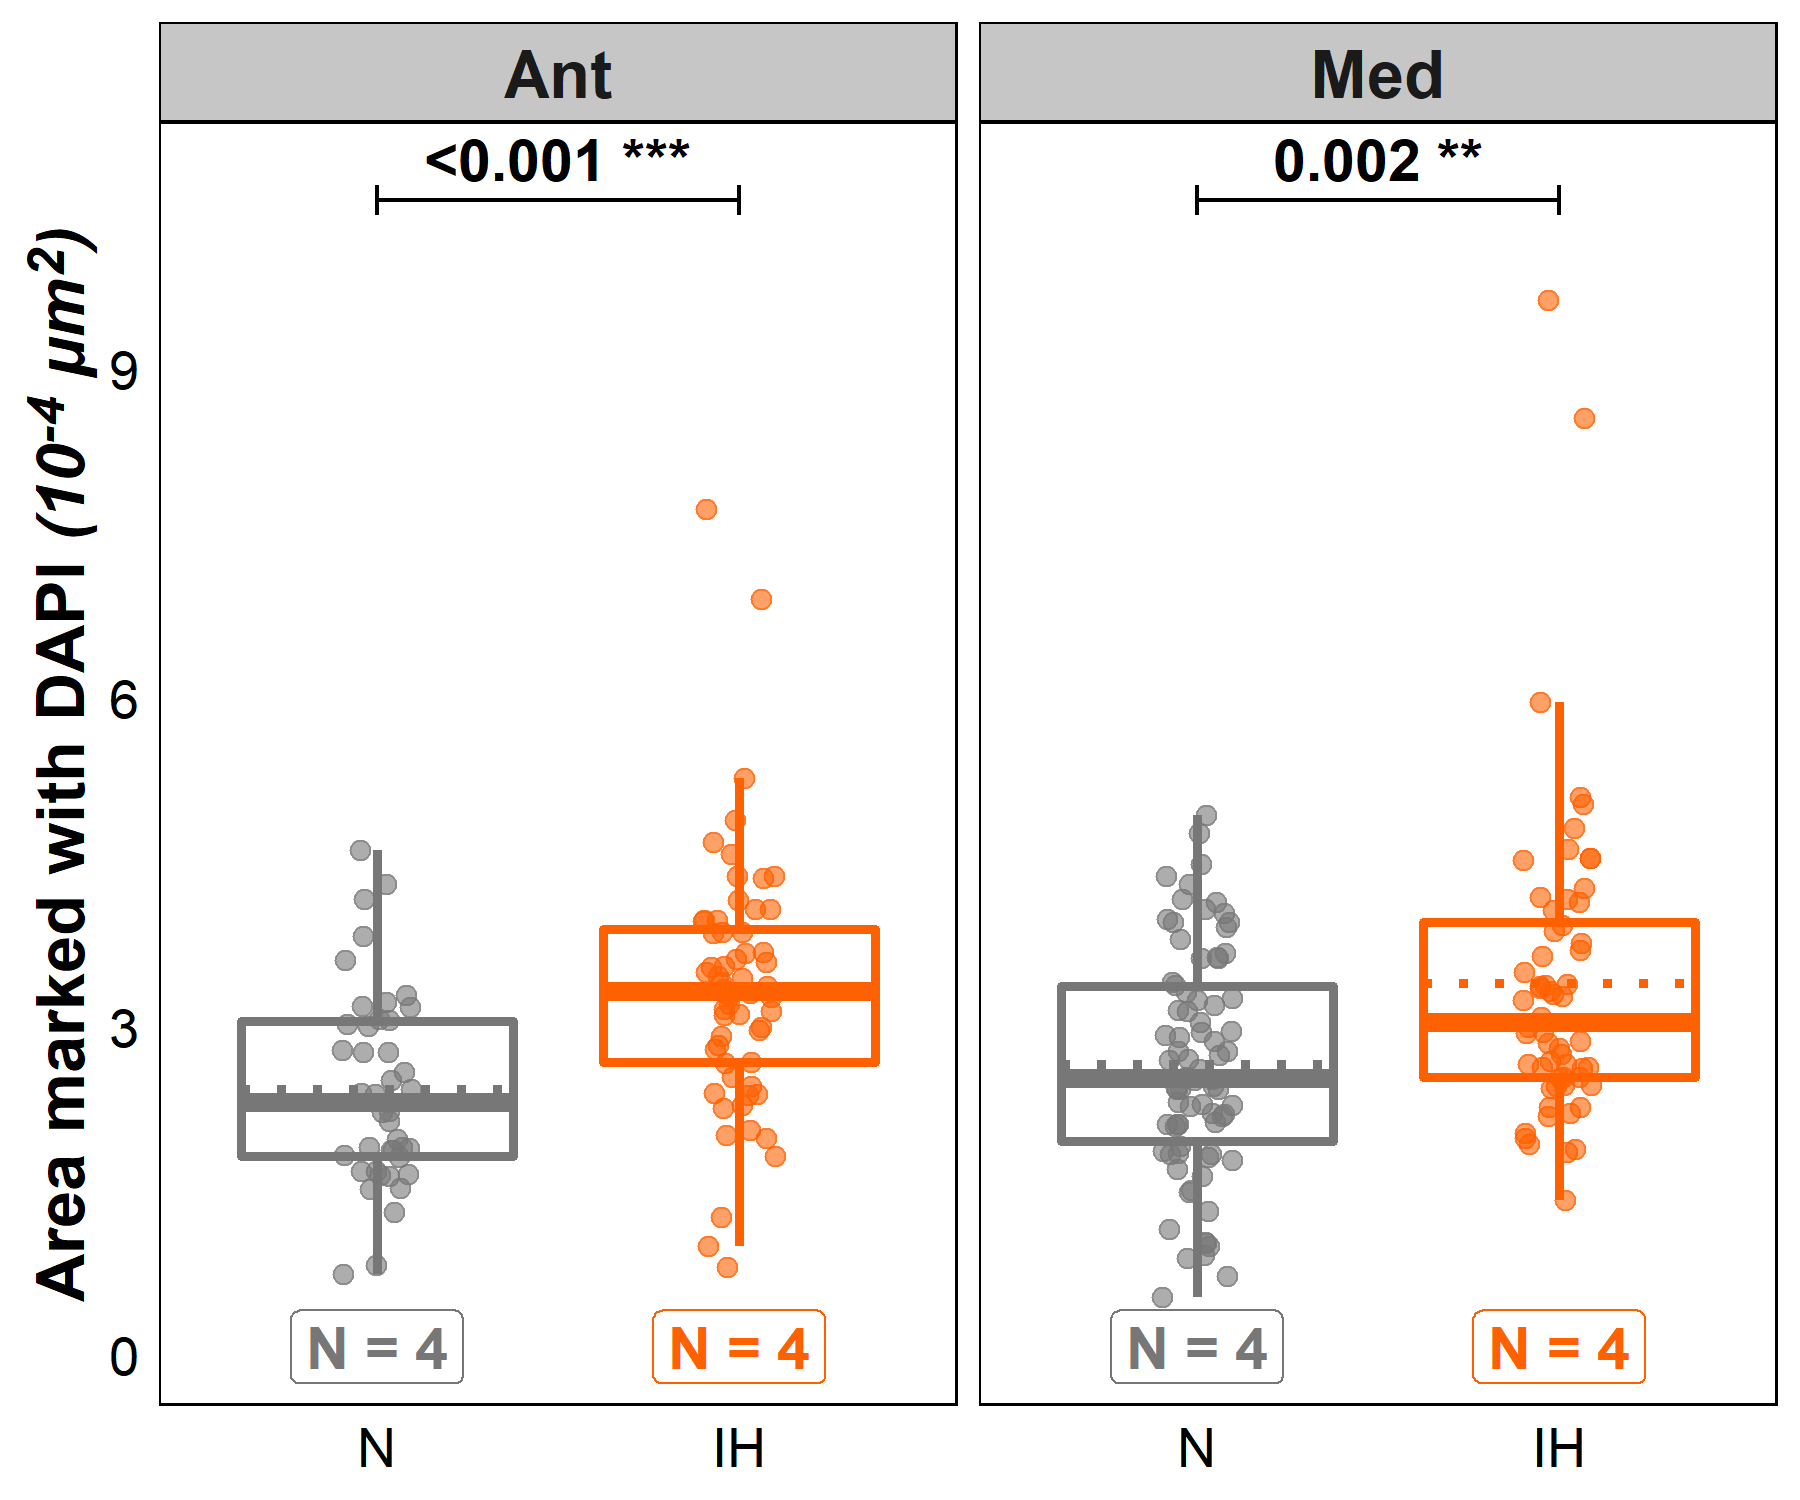 Ant
Med
<0.001 ***
0.002 **
Area marked with DAPI (10⁻⁴ µm²)
9
6
3
0
N = 4
N = 4
N = 4
N = 4
N
IH
N
IH